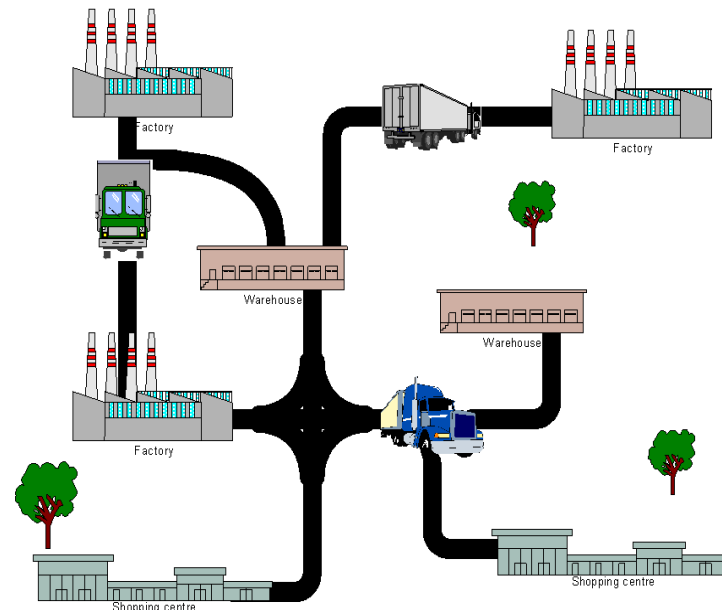 Factory
Factory
Warehouse
Warehouse
Factory
Shopping centre
Shopping centre